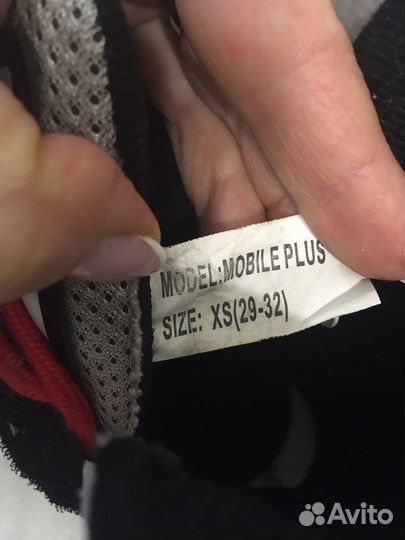 MODEL:MOBILE PLUS
SIZE: XS(29-32)
Avito